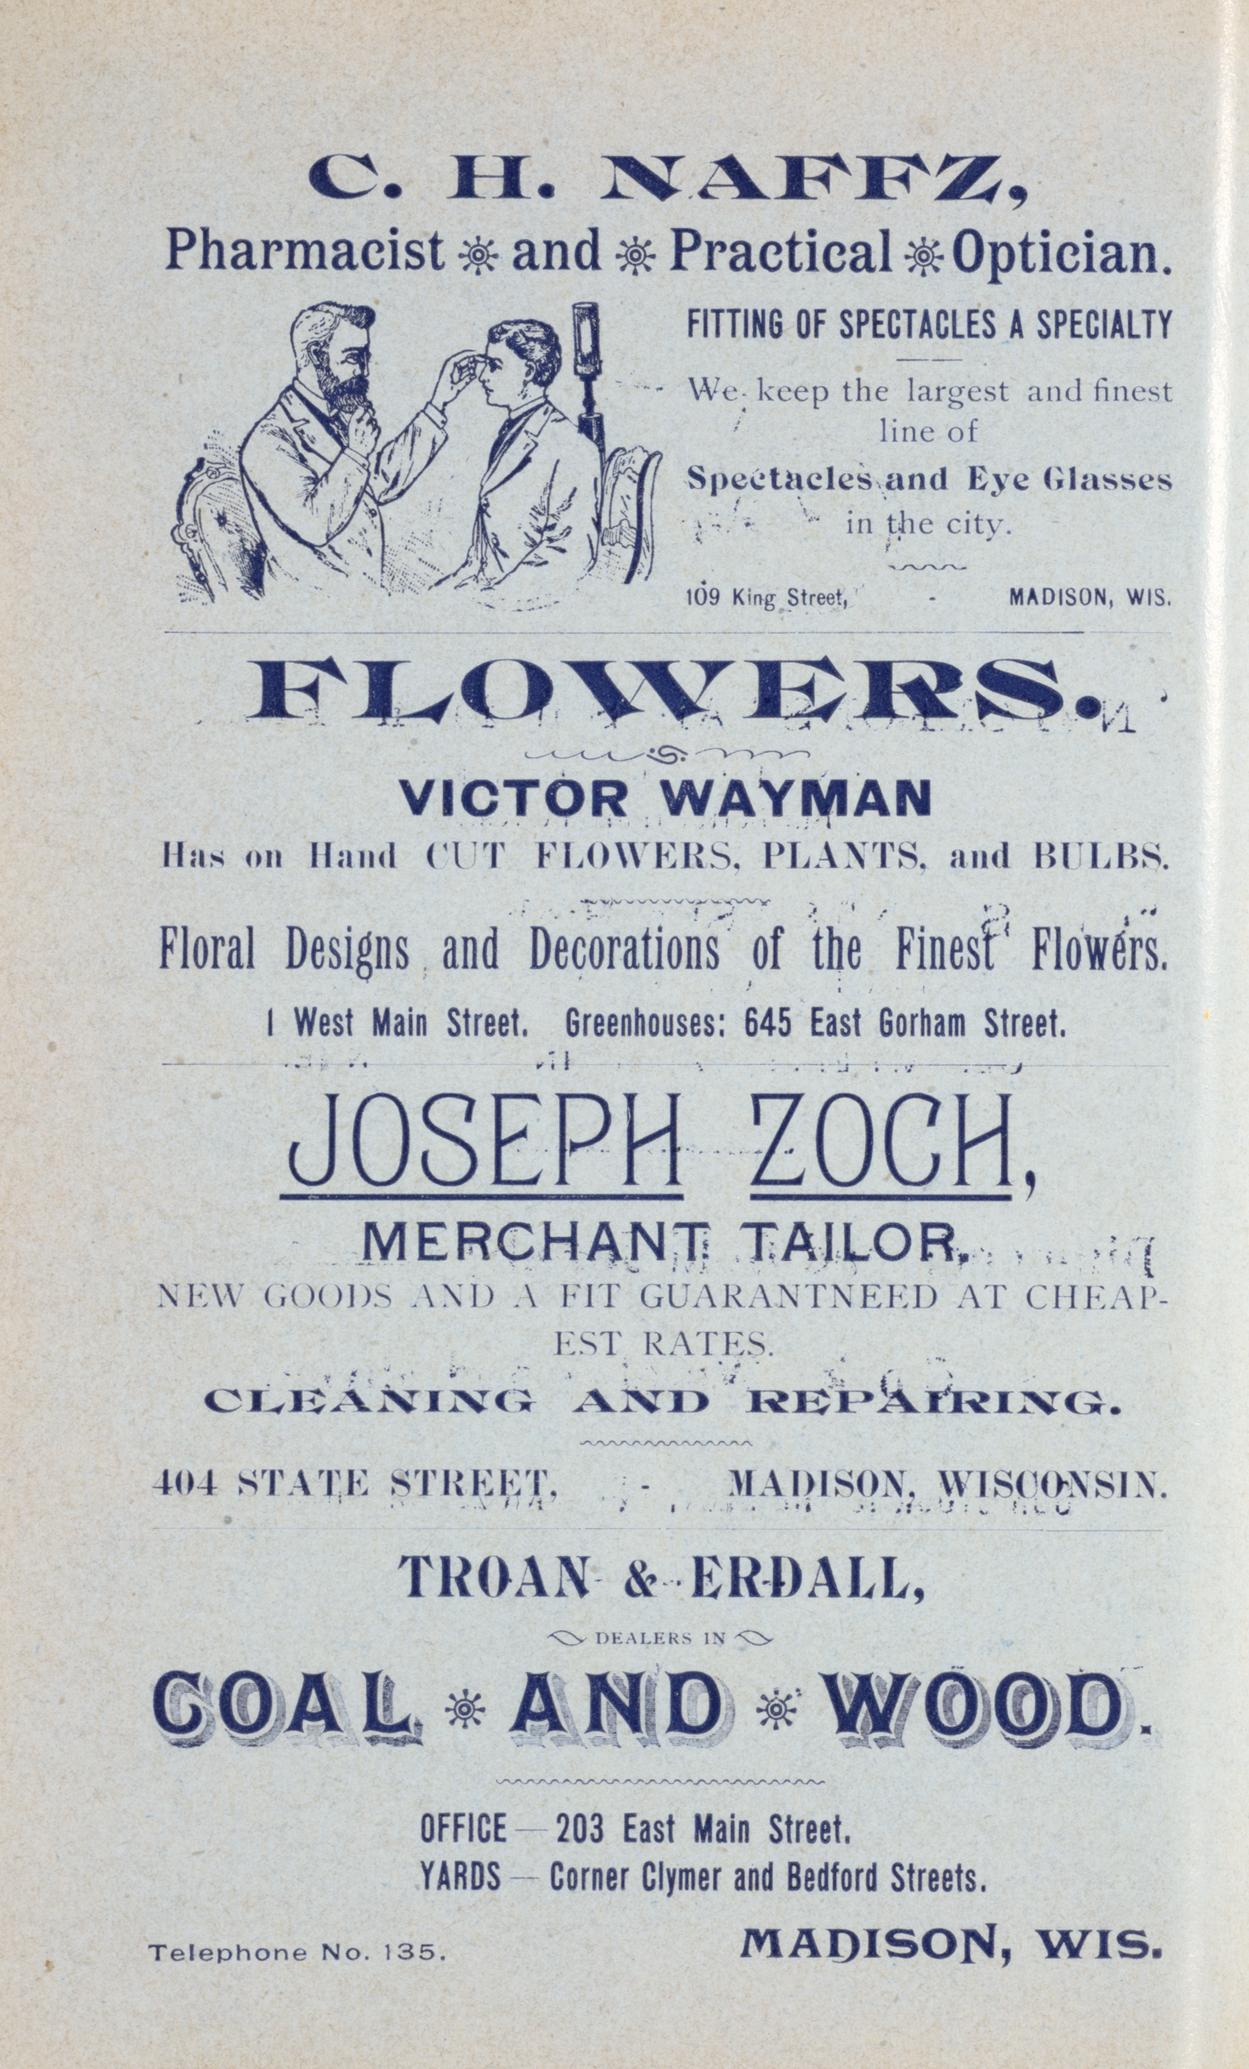 C. H. NAFFZ,
Pharmacist and Practical Optician.
FITTING OF SPECTACLES A SPECIALTY
We keep the largest and finest
line of
Spectacles and Eye Glasses
in the city.
109 King Street, - MADISON, WIS.
FLOWERS.
VICTOR WAYMAN
Has on Hand CUT FLOWERS, PLANTS, and BULBS.
Floral Designs and Decorations of the Finest Flowers.
1 West Main Street. Greenhouses: 645 East Gorham Street.
JOSEPH ZOCH,
MERCHANT TAILOR.
NEW GOODS AND A FIT GUARANTNEED AT CHEAP-
EST RATES.
CLEANING AND REPAIRING.
404 STATE STREET, - MADISON, WISCONSIN.
TROAN & ERDALL,
DEALERS IN
COAL AND WOOD.
OFFICE — 203 East Main Street.
YARDS — Corner Clymer and Bedford Streets.
Telephone No. 135. MADISON, WIS.